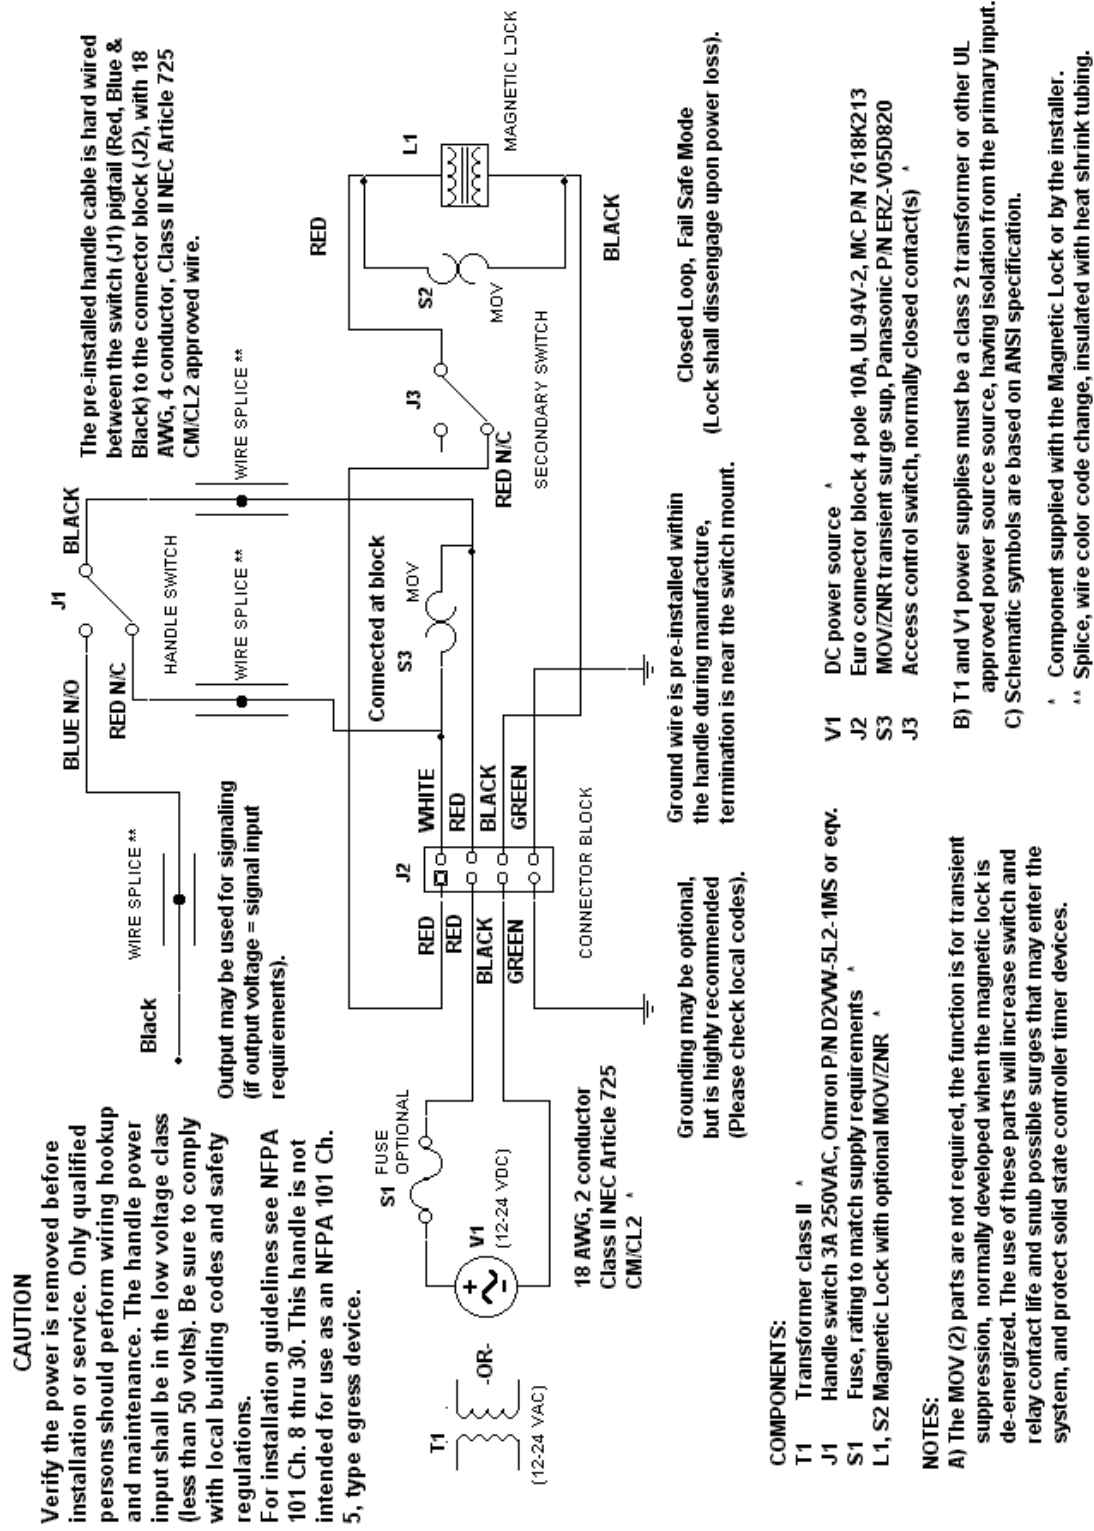 CAUTION
Verify the power is removed before
installation or service. Only qualified
persons should perform wiring hookup
and maintenance. The handle power
input shall be in the low voltage class
(less than 50 volts). Be sure to comply
with local building codes and safety
regulations.
For installation guidelines see NFPA
101 Ch. 8 thru 30. This handle is not
intended for use as an NFPA 101 Ch.
5, type egress device.
Black
WIRE SPLICE **
Output may be used for signaling
(if output voltage = signal input
requirements).
BLUE N/O
RED N/C
J1
BLACK
HANDLE SWITCH
WIRE SPLICE **
WIRE SPLICE **
The pre-installed handle cable is hard wired
between the switch (J1) pigtail (Red, Blue &
Black) to the connector block (J2), with 18
AWG, 4 conductor, Class II NEC Article 725
CM/CL2 approved wire.
T1
(12-24 VAC)
-OR-
V1
(12-24 VDC)
+
-
S1
FUSE
OPTIONAL
18 AWG, 2 conductor
Class II NEC Article 725
CM/CL2 *
RED
RED
BLACK
GREEN
J2
WHITE
RED
BLACK
GREEN
CONNECTOR BLOCK
Connected at block
S3
MOV
RED N/C
J3
SECONDARY SWITCH
RED
S2
MOV
L1
MAGNETIC LOCK
BLACK
Grounding may be optional,
but is highly recommended
(Please check local codes).
Ground wire is pre-installed within
the handle during manufacture,
termination is near the switch mount.
Closed Loop, Fail Safe Mode
(Lock shall dissengage upon power loss).
COMPONENTS:
T1 Transformer class II *
J1 Handle switch 3A 250VAC, Omron P/N D2VW-5L2-1MS or eqv.
S1 Fuse, rating to match supply requirements *
L1, S2 Magnetic Lock with optional MOV/ZNR *
V1 DC power source *
J2 Euro connector block 4 pole 10A, UL94V-2, MC P/N 7618K213
S3 MOV/ZNR transient surge sup, Panasonic P/N ERZ-V05D820
J3 Access control switch, normally closed contact(s) *
NOTES:
A) The MOV (2) parts are not required, the function is for transient
suppression, normally developed when the magnetic lock is
de-energized. The use of these parts will increase switch and
relay contact life and snub possible surges that may enter the
system, and protect solid state controller timer devices.
B) T1 and V1 power supplies must be a class 2 transformer or other UL
approved power source, having isolation from the primary input.
C) Schematic symbols are based on ANSI specification.
* Component supplied with the Magnetic Lock or by the installer.
** Splice, wire color code change, insulated with heat shrink tubing.